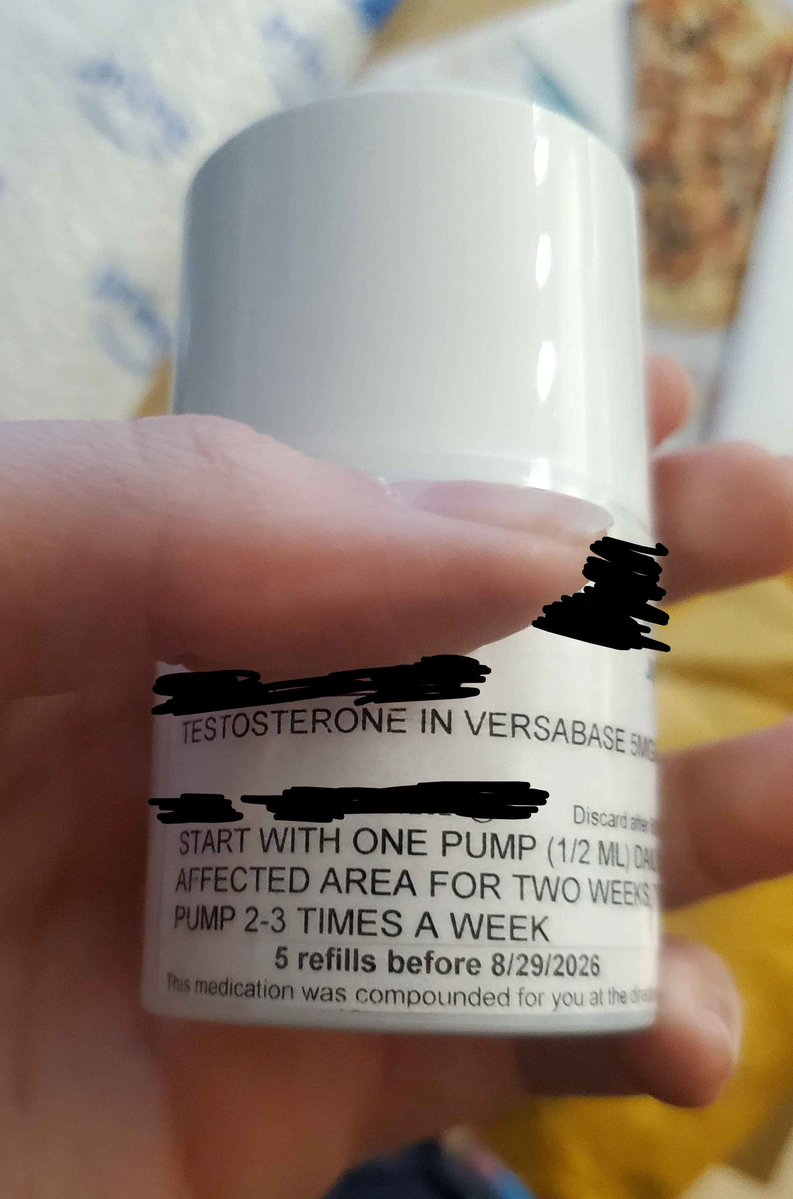 TESTOSTERONE IN VERSABASE 5MG
Discard after
START WITH ONE PUMP (1/2 ML)
AFFECTED AREA FOR TWO WEEKS,
PUMP 2-3 TIMES A WEEK
5 refills before 8/29/2026
This medication was compounded for you at the